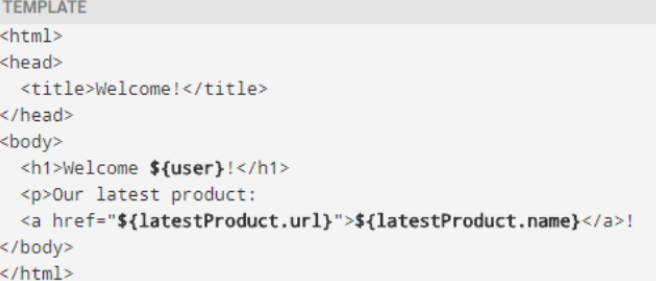 TEMPLATE
<html>
<head>
  <title>Welcome!</title>
</head>
<body>
  <h1>Welcome ${user}!</h1>
  <p>Our latest product:
  <a href="${latestProduct.url}">${latestProduct.name}</a>!
</body>
</html>